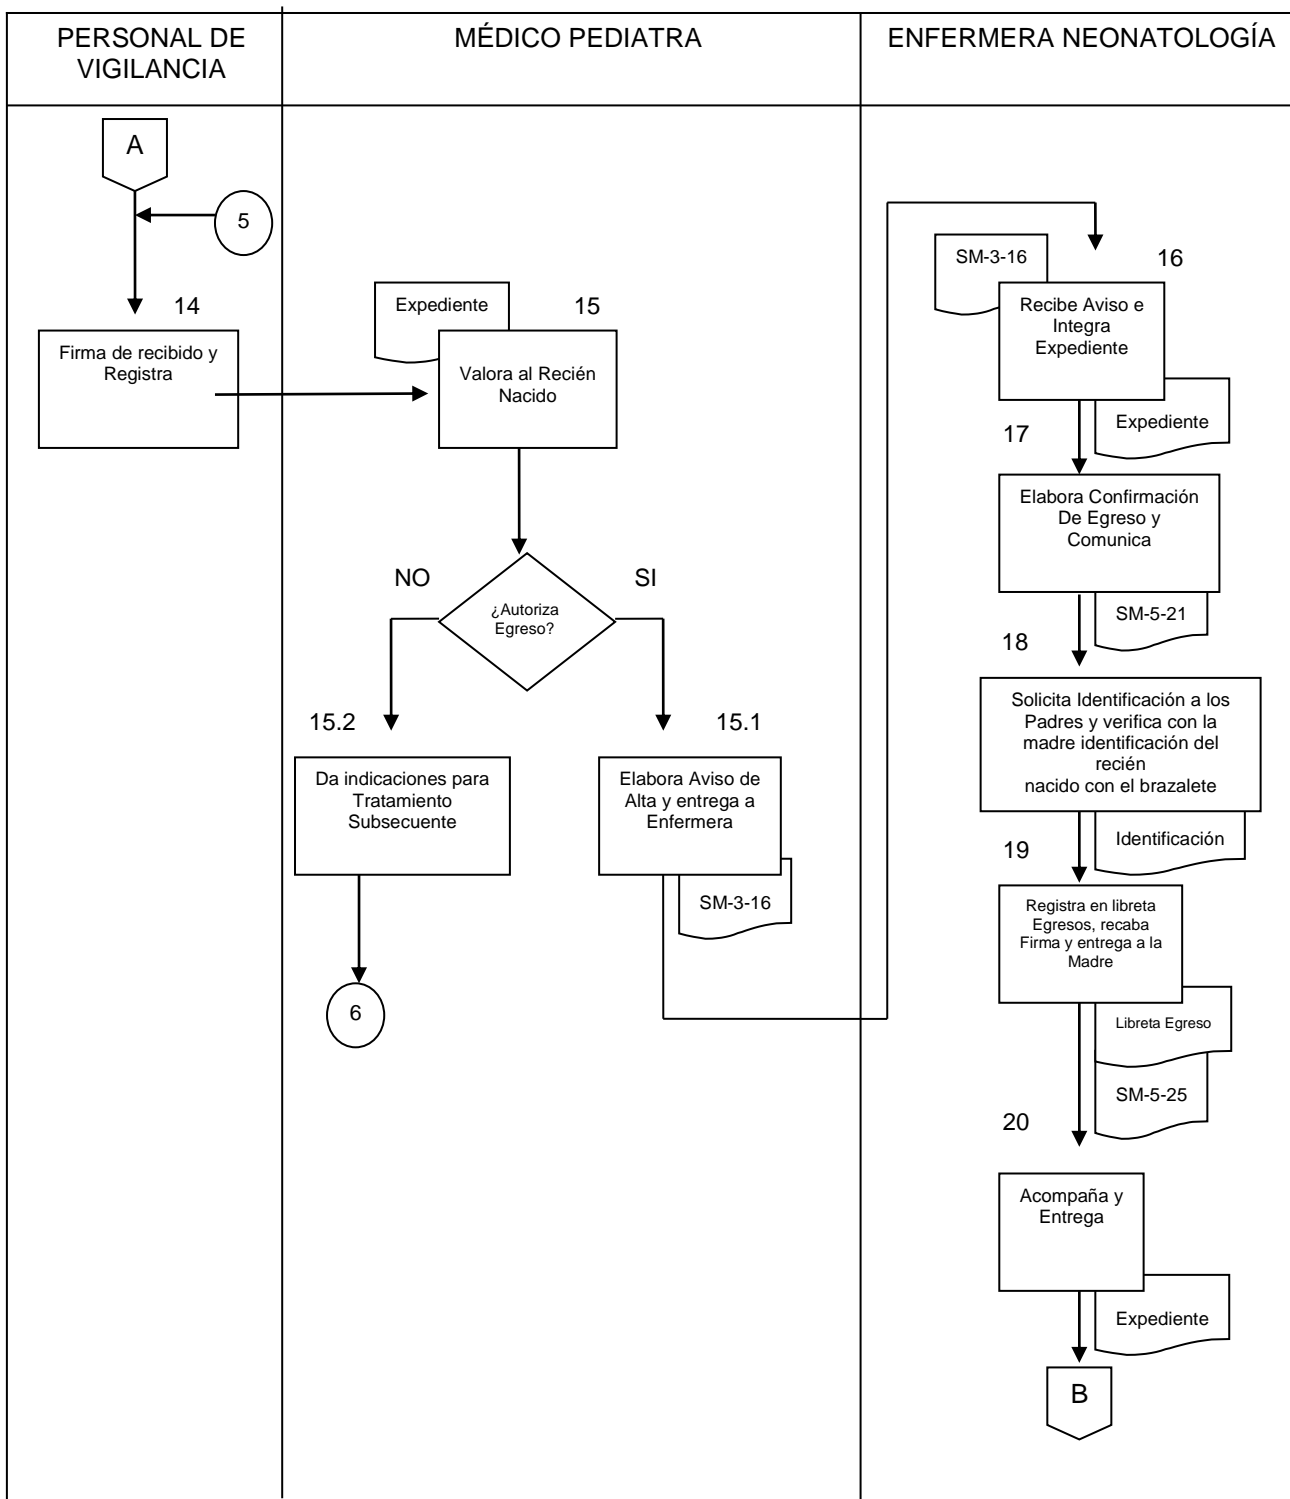 PERSONAL DE
VIGILANCIA
MÉDICO PEDIATRA
ENFERMERA NEONATOLOGÍA
A
5
14
Firma de recibido y
Registra
Expediente
15
Valora al Recién
Nacido
¿Autoriza
Egreso?
NO
SI
15.2
Da indicaciones para
Tratamiento
Subsecuente
6
15.1
Elabora Aviso de
Alta y entrega a
Enfermera
SM-3-16
SM-3-16
16
Recibe Aviso e
Integra
Expediente
Expediente
17
Elabora Confirmación
De Egreso y
Comunica
SM-5-21
18
Solicita Identificación a los
Padres y verifica con la
madre identificación del
recién
nacido con el brazalete
Identificación
19
Registra en libreta
Egresos, recaba
Firma y entrega a la
Madre
Libreta Egreso
SM-5-25
20
Acompaña y
Entrega
Expediente
B